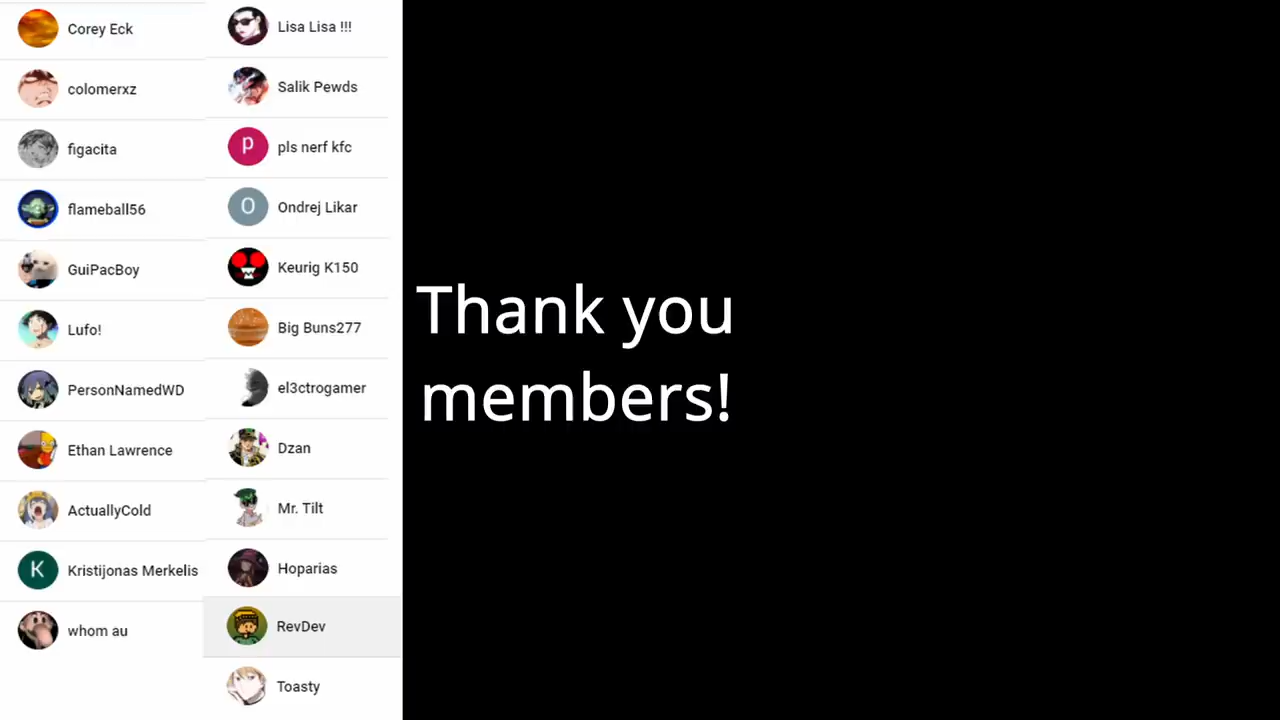 Corey Eck
colomerxz
figacita
flameball56
GuiPacBoy
Lufo!
PersonNamedWD
Ethan Lawrence
ActuallyCold
K
Kristijonas Merkelis
whom au
Lisa Lisa !!!
Salik Pewds
p
pls nerf kfc
O
Ondrej Likar
Keurig K150
Big Buns277
el3ctrogamer
Dzan
Mr. Tilt
Hoparias
RevDev
Toasty
Thank you
members!